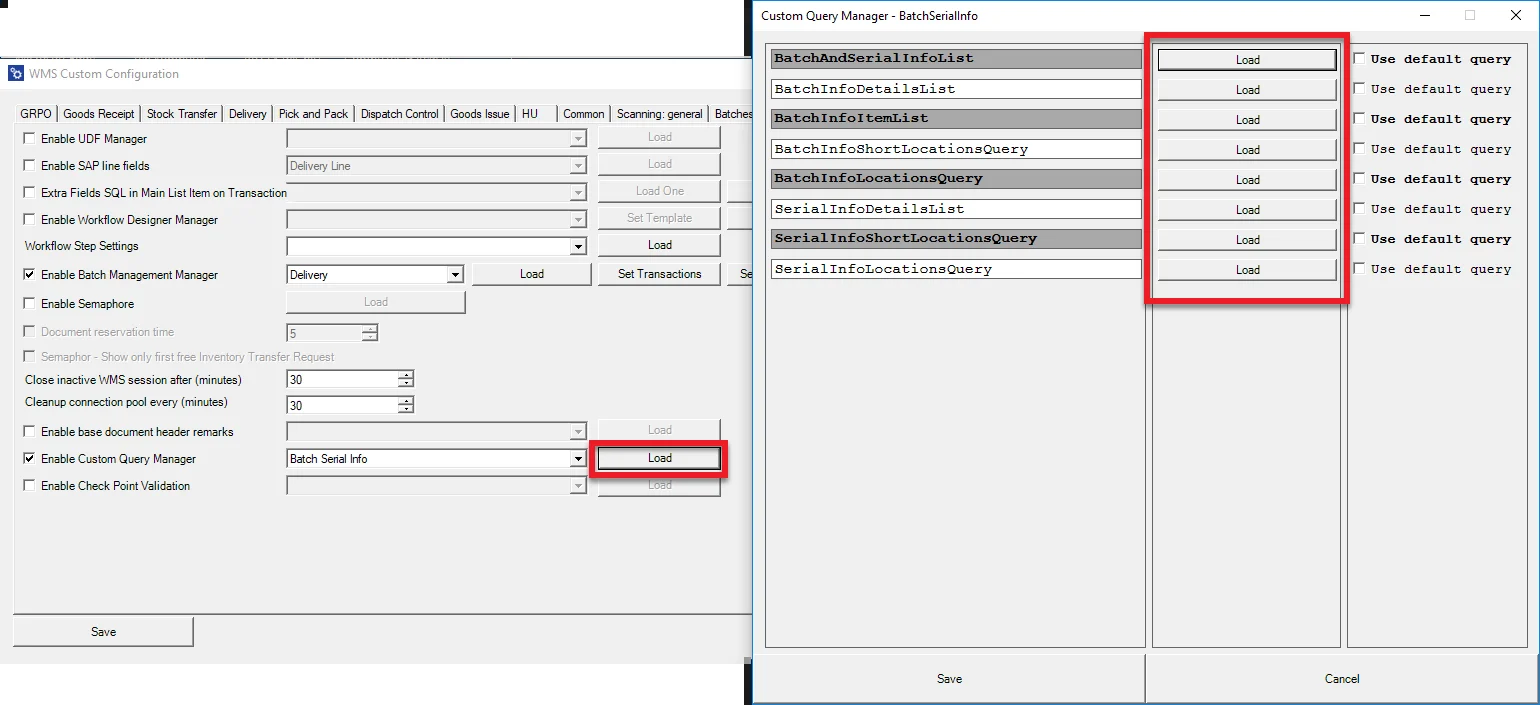 WMS Custom Configuration
GRPO Goods Receipt Stock Transfer Delivery Pick and Pack Dispatch Control Goods Issue HU Common Scanning: general Batches
Enable UDF Manager Load
Enable SAP line fields Delivery Line Load
Extra Fields SQL in Main List Item on Transaction Load One
Enable Workflow Designer Manager Set Template
Workflow Step Settings Load
Enable Batch Management Manager Delivery Load Set Transactions Se
Enable Semaphore Load
Document reservation time 5
Semaphor - Show only first free Inventory Transfer Request
Close inactive WMS session after (minutes) 30
Cleanup connection pool every (minutes) 30
Enable base document header remarks Load
Enable Custom Query Manager Batch Serial Info Load
Enable Check Point Validation Load
Save
Custom Query Manager - BatchSerialInfo
BatchAndSerialInfoList Load Use default query
BatchInfoDetailsList Load Use default query
BatchInfoItemList Load Use default query
BatchInfoShortLocationsQuery Load Use default query
BatchInfoLocationsQuery Load Use default query
SerialInfoDetailsList Load Use default query
SerialInfoShortLocationsQuery Load Use default query
SerialInfoLocationsQuery Load Use default query
Save Cancel